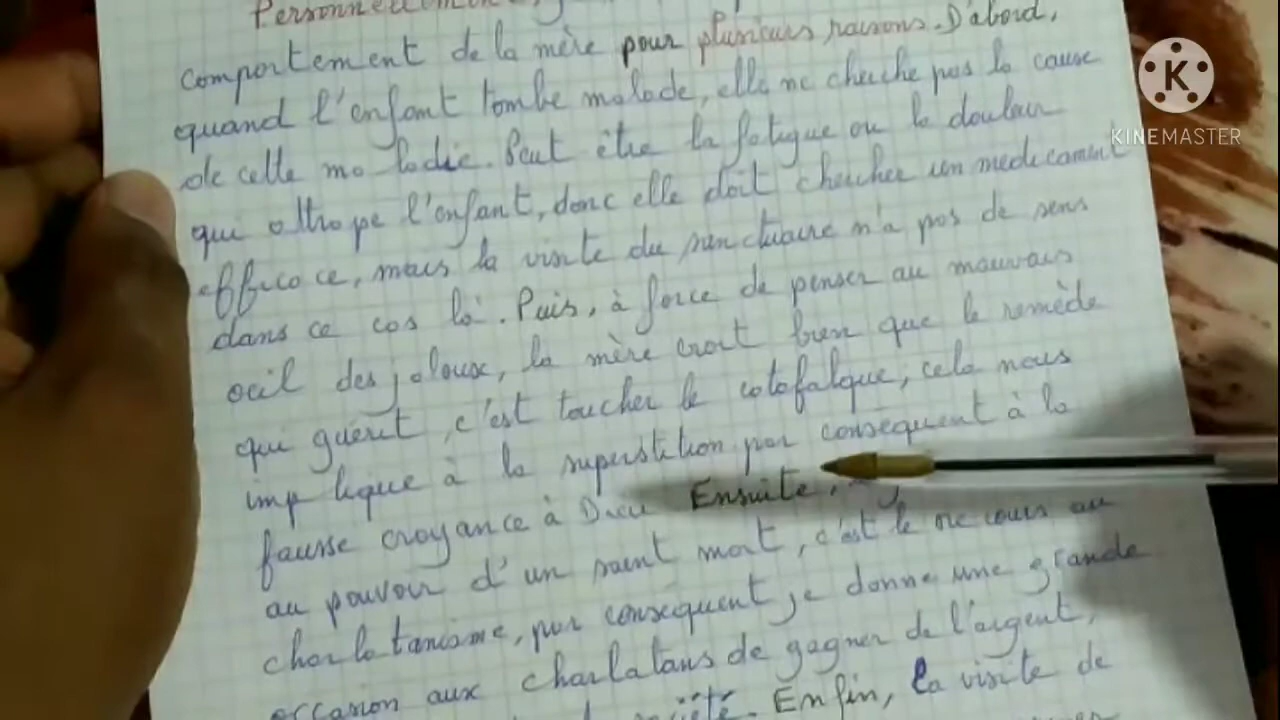 Personnellement,
comportement de la mère pour plusieurs raisons. D'abord,
quand l'enfant tombe malade, elle ne cherche pas la cause
de cette maladie. Peut être la fatigue ou la douleur
qui attrape l'enfant, donc elle doit chercher un medicament
efficace, mais la visite du sanctuaire n'a pas de sens
dans ce cas là. Puis, à force de penser au mauvais
oeil des jaloux, la mère croit bien que le remède
qui guérit, c'est toucher le catafalque, cela nous
implique à la superstition par conséquent à la
fausse croyance à Dieu Ensuite,
au pouvoir d'un saint mort, c'est le recours au
charlatanisme, par conséquent je donne une grande
occasion aux charlatans de gagner de l'argent,
Enfin, la visite de
K
KINEMASTER